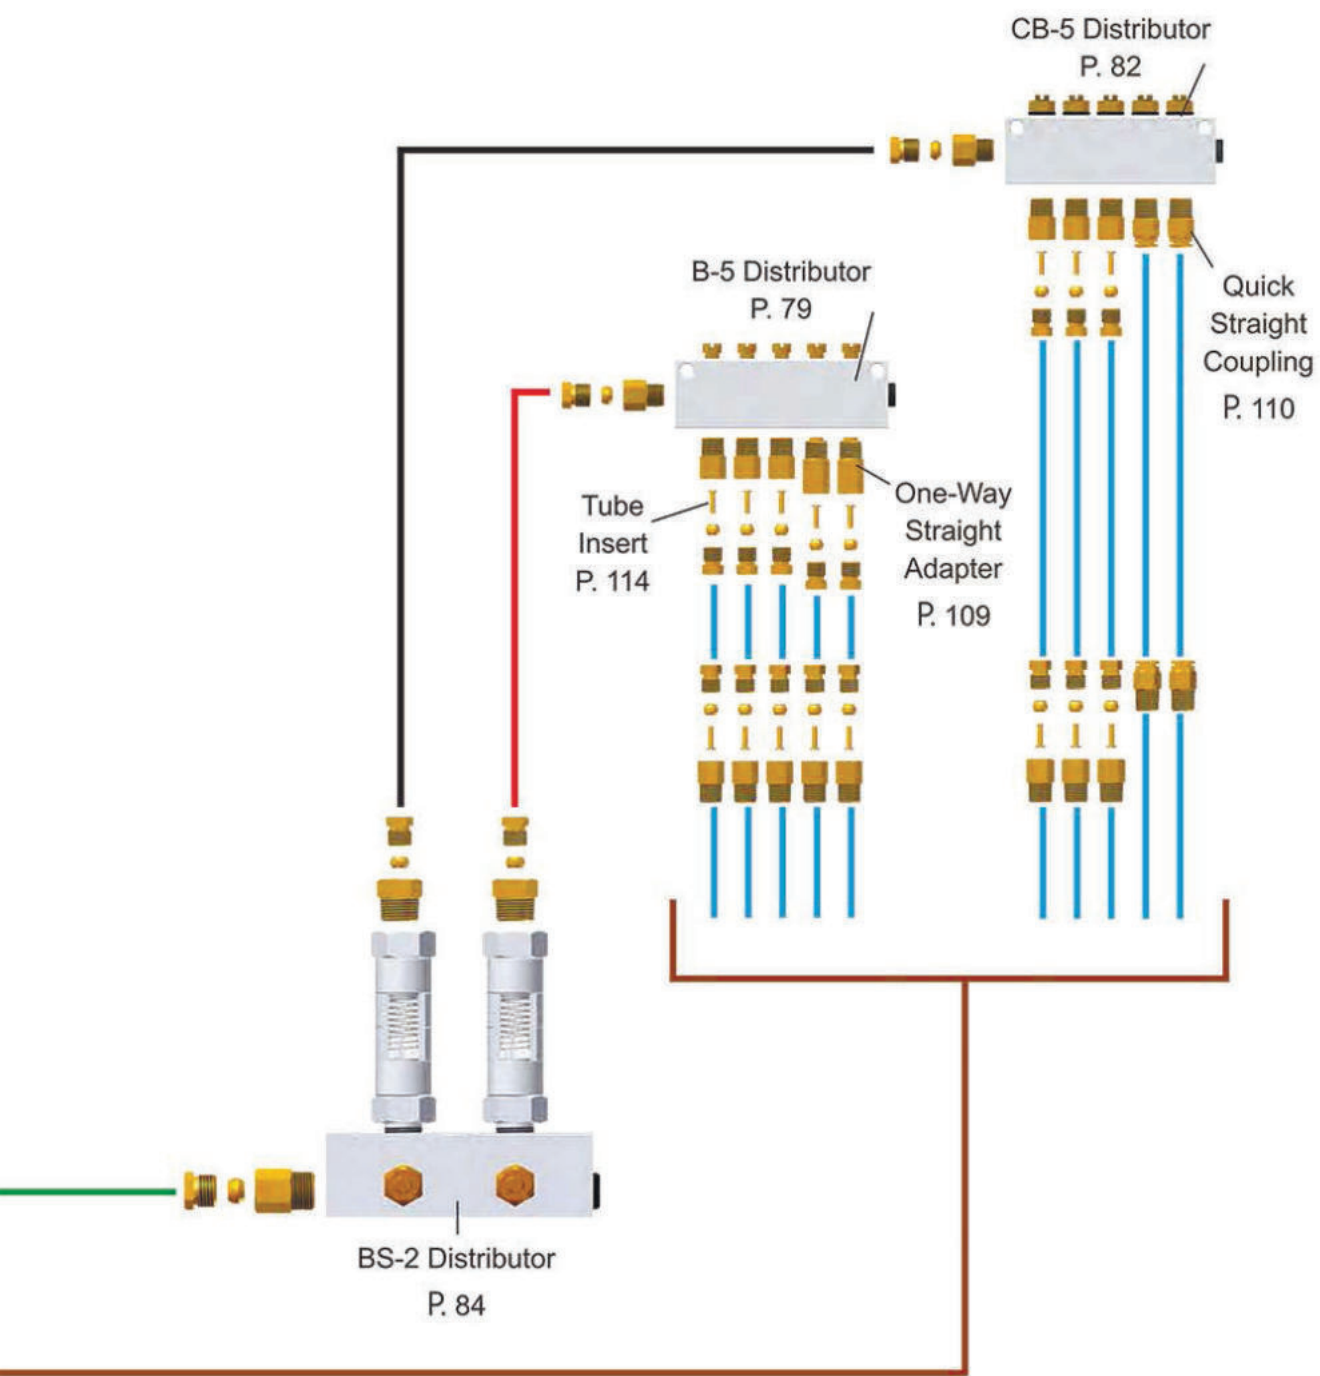 CB-5 Distributor
P. 82
B-5 Distributor
P. 79
Quick
Straight
Coupling
P. 110
Tube
Insert
P. 114
One-Way
Straight
Adapter
P. 109
BS-2 Distributor
P. 84